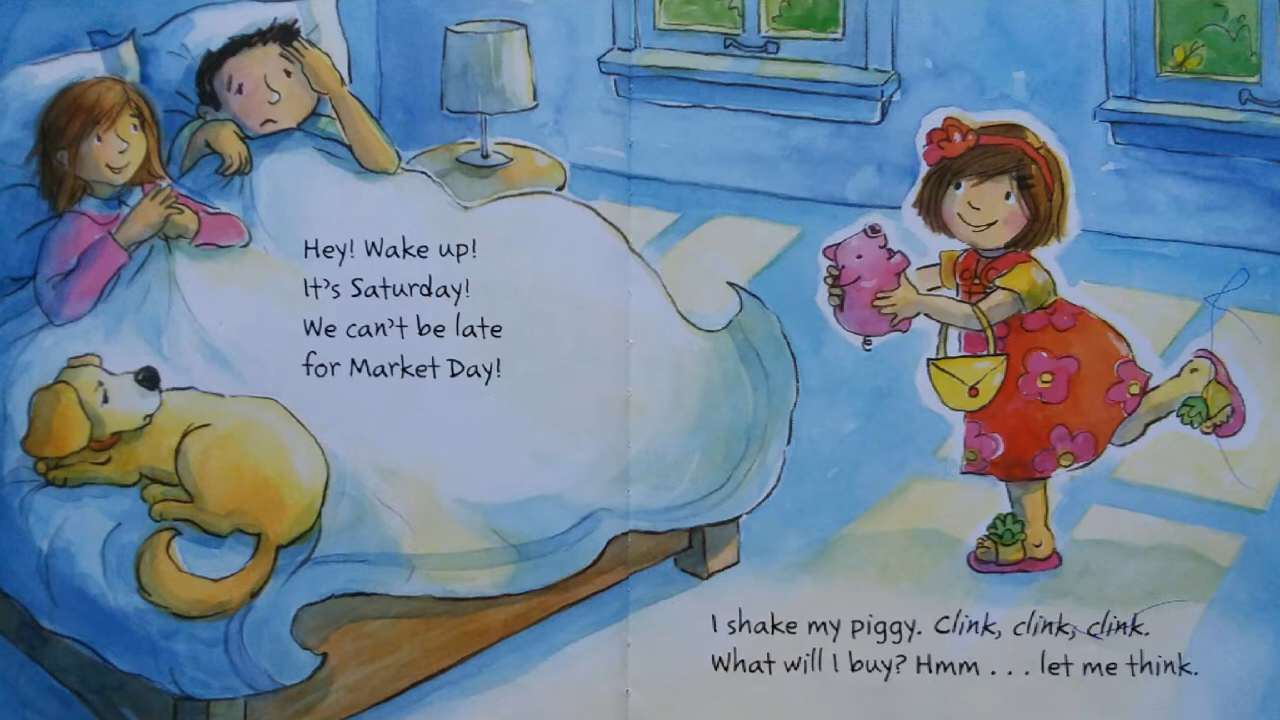 Hey! Wake up!
It's Saturday!
We can't be late
for Market Day!
I shake my piggy. Clink, clink, clink.
What will I buy? Hmm . . . let me think.